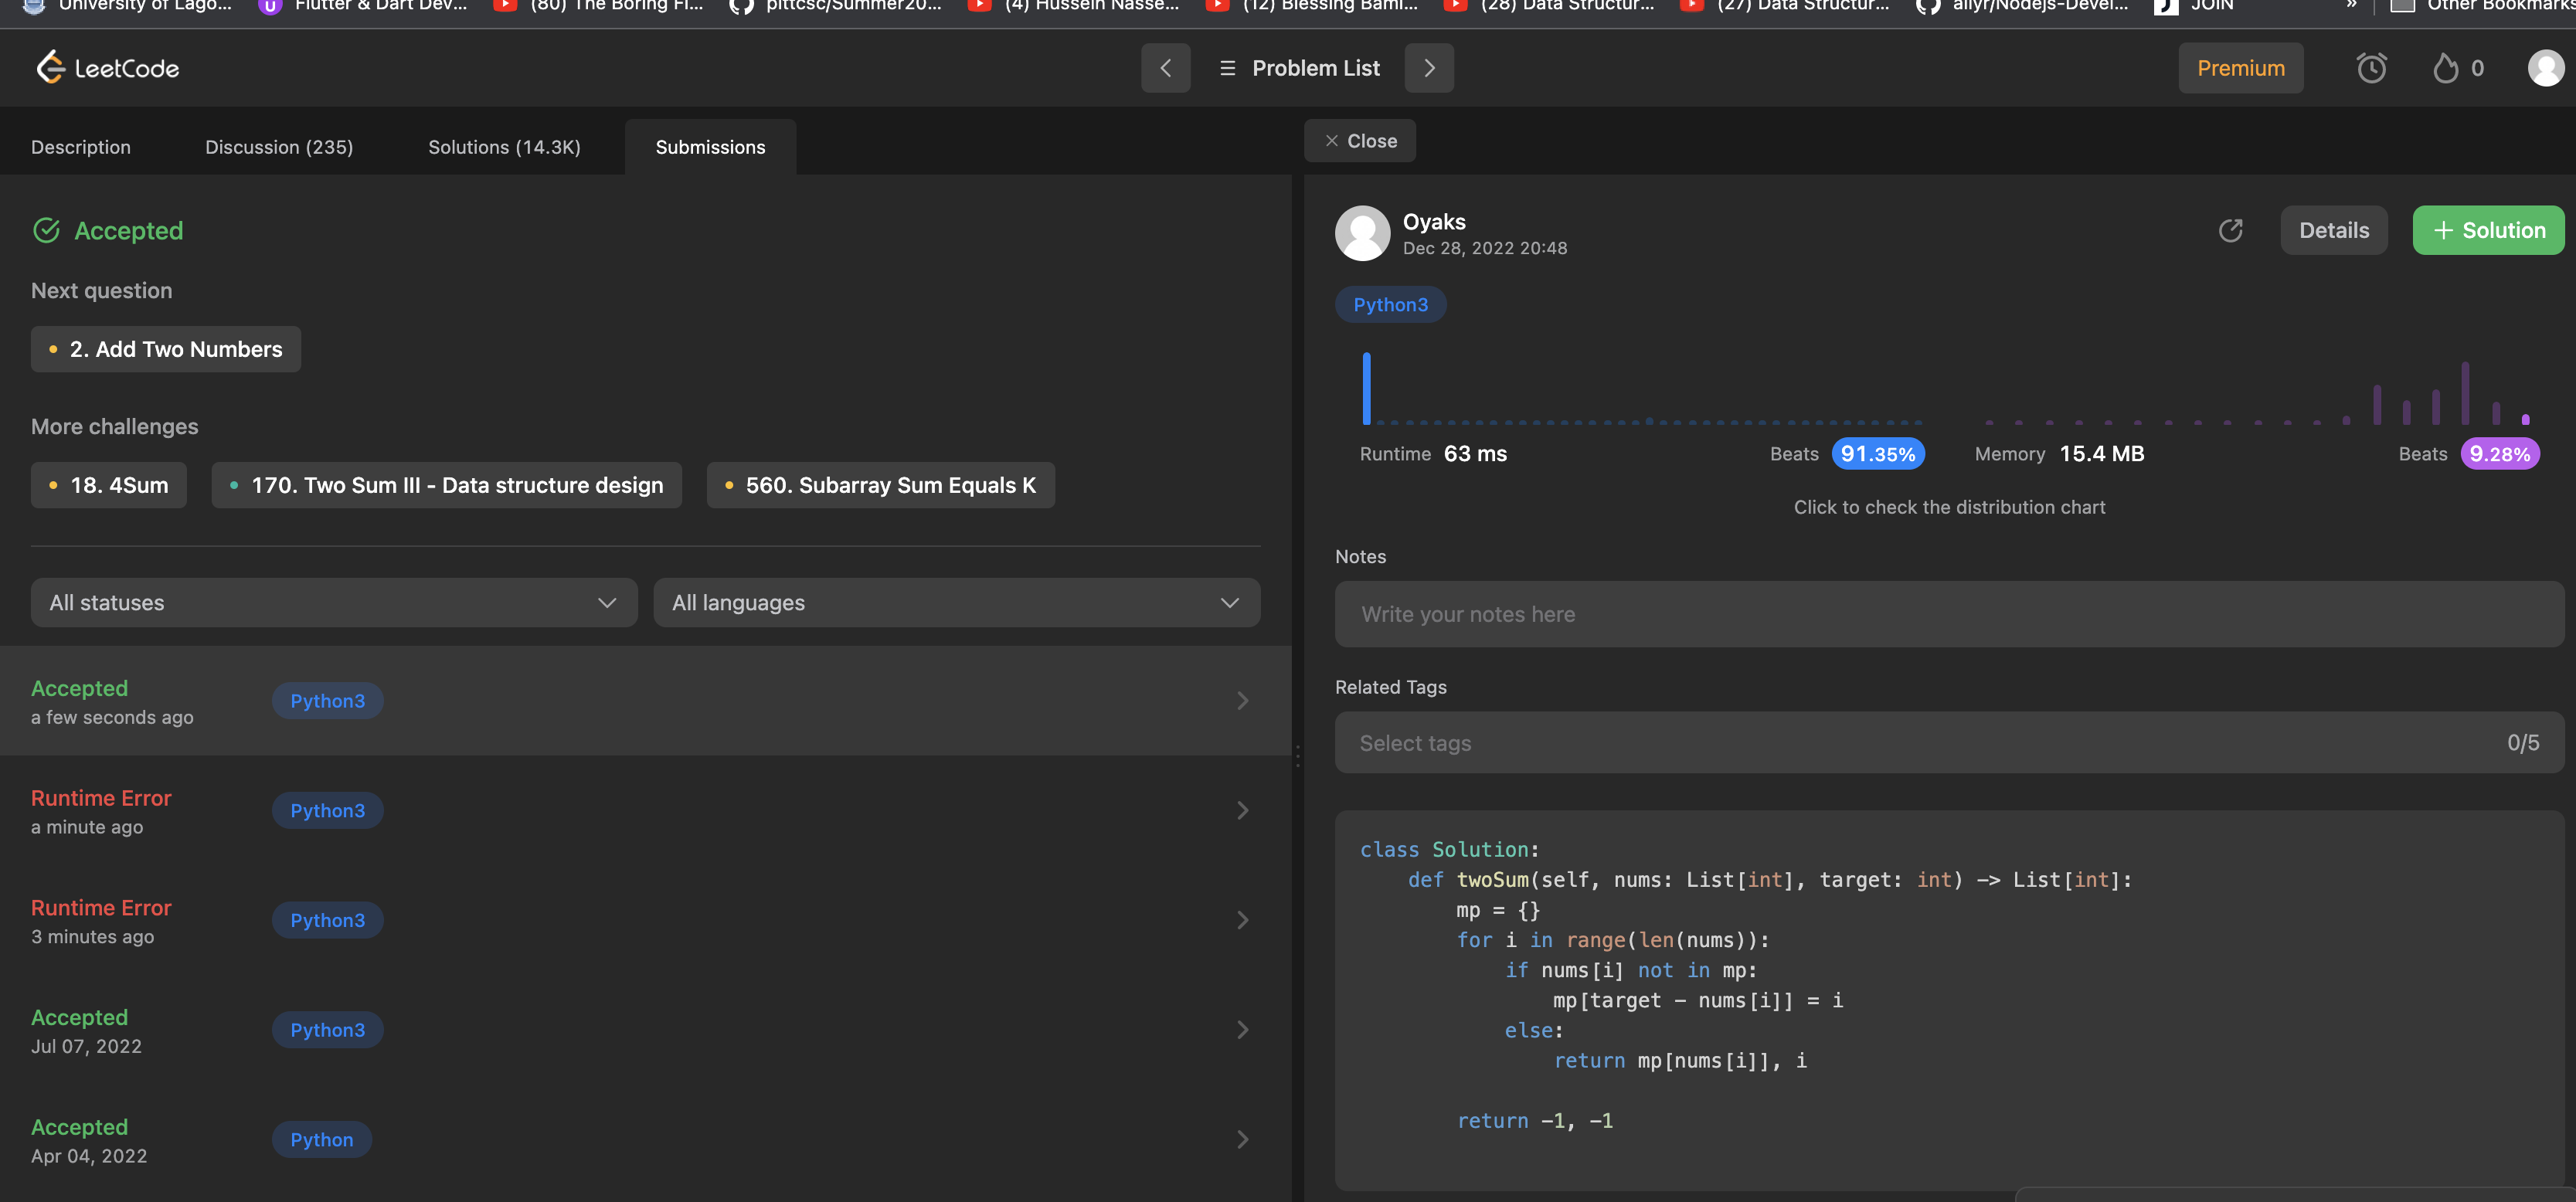 University of Lago... Flutter & Dart Dev... (80) The Boring Fi... pittcsc/Summer20... (4) Hussein Nasse... (12) Blessing Bami... (28) Data Structur... (27) Data Structur... allyr/Nodejs-Devel... JOIN » Other Bookmarks
LeetCode Problem List Premium 0
Description Discussion (235) Solutions (14.3K) Submissions × Close
Accepted
Next question
• 2. Add Two Numbers
More challenges
• 18. 4Sum • 170. Two Sum III - Data structure design • 560. Subarray Sum Equals K
All statuses All languages
Accepted
a few seconds ago
Python3
Runtime Error
a minute ago
Python3
Runtime Error
3 minutes ago
Python3
Accepted
Jul 07, 2022
Python3
Accepted
Apr 04, 2022
Python
Oyaks
Dec 28, 2022 20:48
Details + Solution
Python3
Runtime 63 ms Beats 91.35% Memory 15.4 MB Beats 9.28%
Click to check the distribution chart
Notes
Write your notes here
Related Tags
Select tags 0/5
class Solution:
    def twoSum(self, nums: List[int], target: int) -> List[int]:
        mp = {}
        for i in range(len(nums)):
            if nums[i] not in mp:
                mp[target - nums[i]] = i
            else:
                return mp[nums[i]], i
        return -1, -1